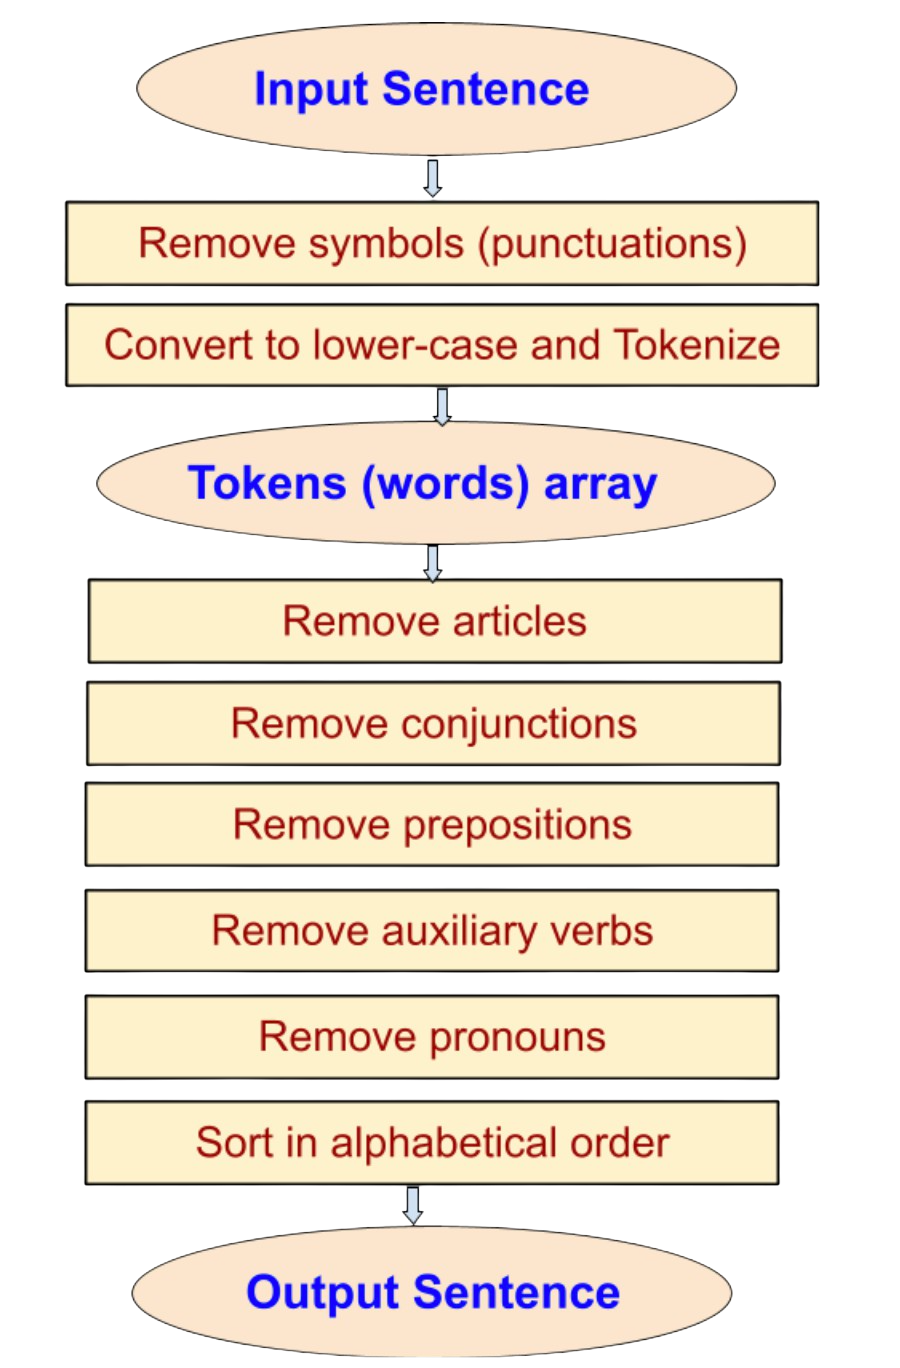 Input Sentence
Remove symbols (punctuations)
Convert to lower-case and Tokenize
Tokens (words) array
Remove articles
Remove conjunctions
Remove prepositions
Remove auxiliary verbs
Remove pronouns
Sort in alphabetical order
Output Sentence